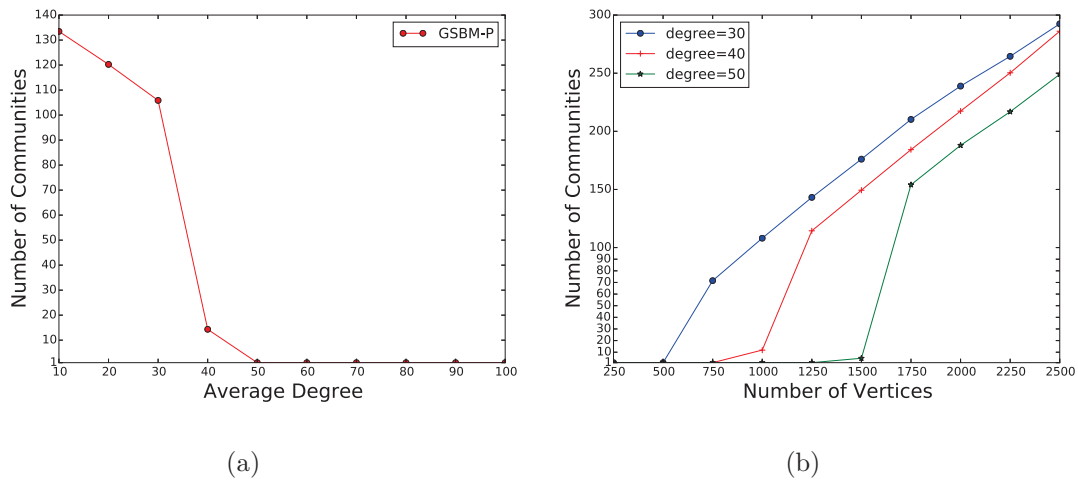 140
130
120
110
100
90
80
70
60
50
40
30
20
10
1
Number of Communities
GSBM-P
10 20 30 40 50 60 70 80 90 100
Average Degree
(a)
300
250
200
150
100
90
80
70
60
50
40
30
20
10
1
Number of Communities
degree=30
degree=40
degree=50
250 500 750 1000 1250 1500 1750 2000 2250 2500
Number of Vertices
(b)